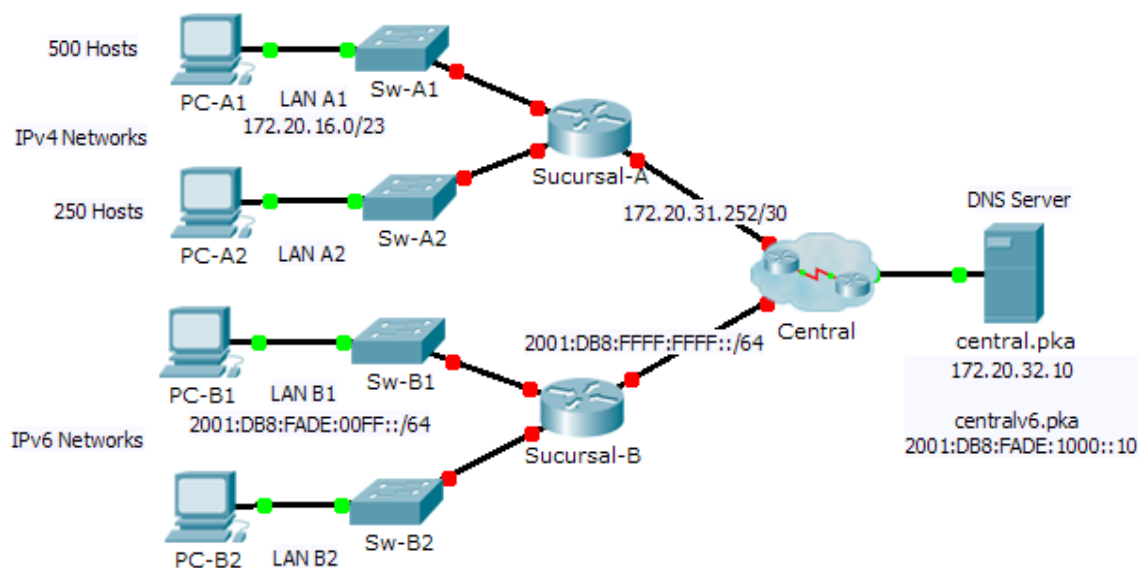 500 Hosts
PC-A1
LAN A1
172.20.16.0/23
Sw-A1
IPv4 Networks
Sucursal-A
250 Hosts
PC-A2
LAN A2
Sw-A2
172.20.31.252/30
DNS Server
Central
central.pka
172.20.32.10
centralv6.pka
2001:DB8:FADE:1000::10
2001:DB8:FFFF:FFFF::/64
PC-B1
LAN B1
Sw-B1
2001:DB8:FADE:00FF::/64
IPv6 Networks
Sucursal-B
PC-B2
LAN B2
Sw-B2